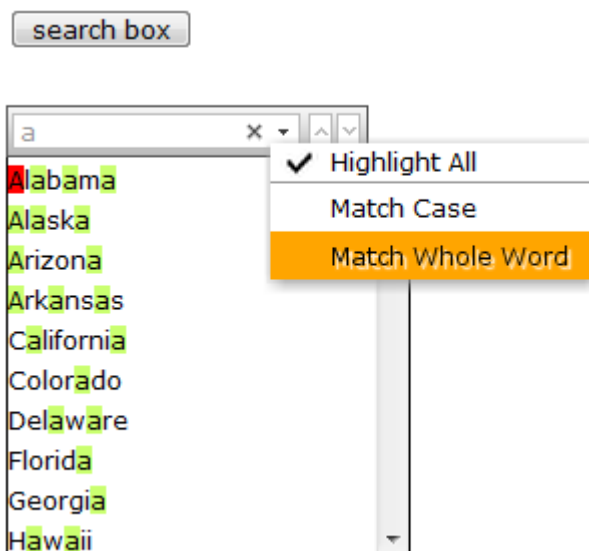 search box
a
Highlight All
Alabama
Match Case
Alaska
Match Whole Word
Arizona
Arkansas
California
Colorado
Delaware
Florida
Georgia
Hawaii